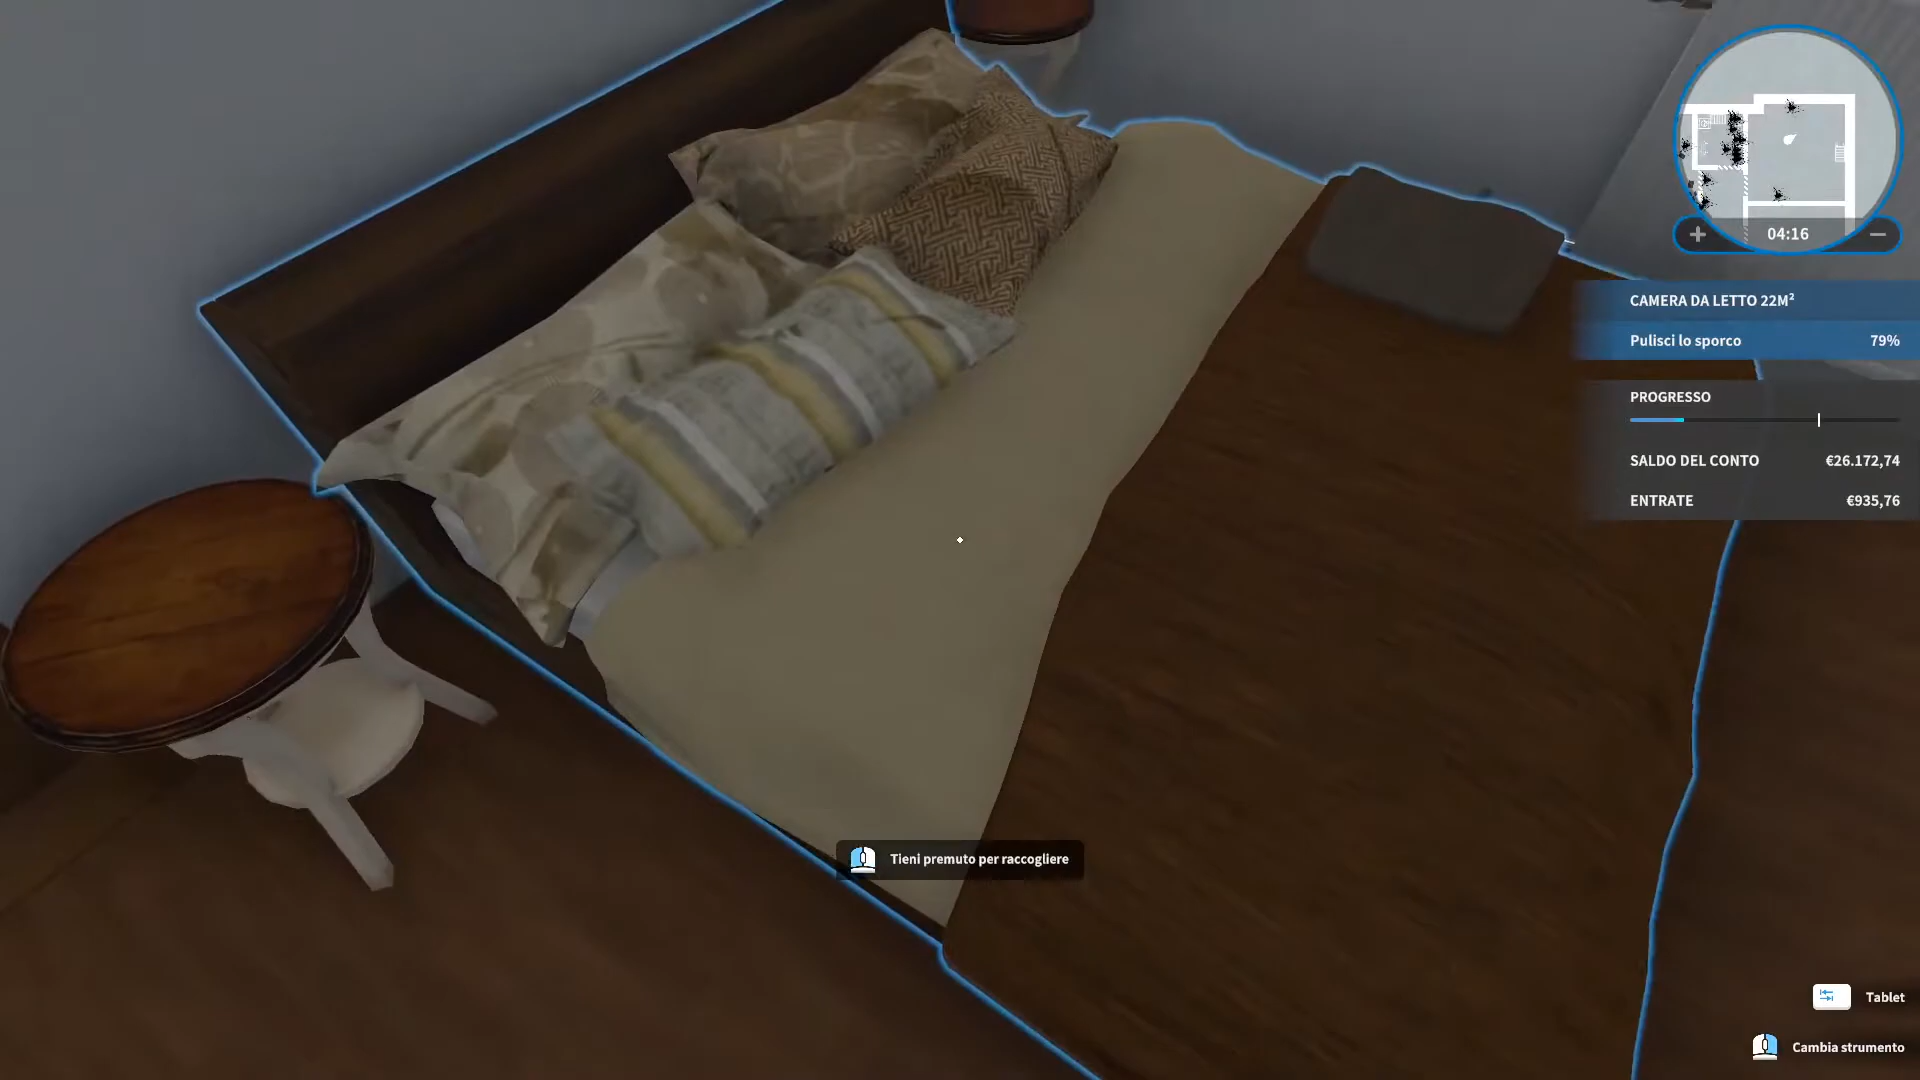 04:16
CAMERA DA LETTO 22M²
Pulisci lo sporco 79%
PROGRESSO
SALDO DEL CONTO €26.172,74
ENTRATE €935,76
Tieni premuto per raccogliere
Tablet
Cambia strumento